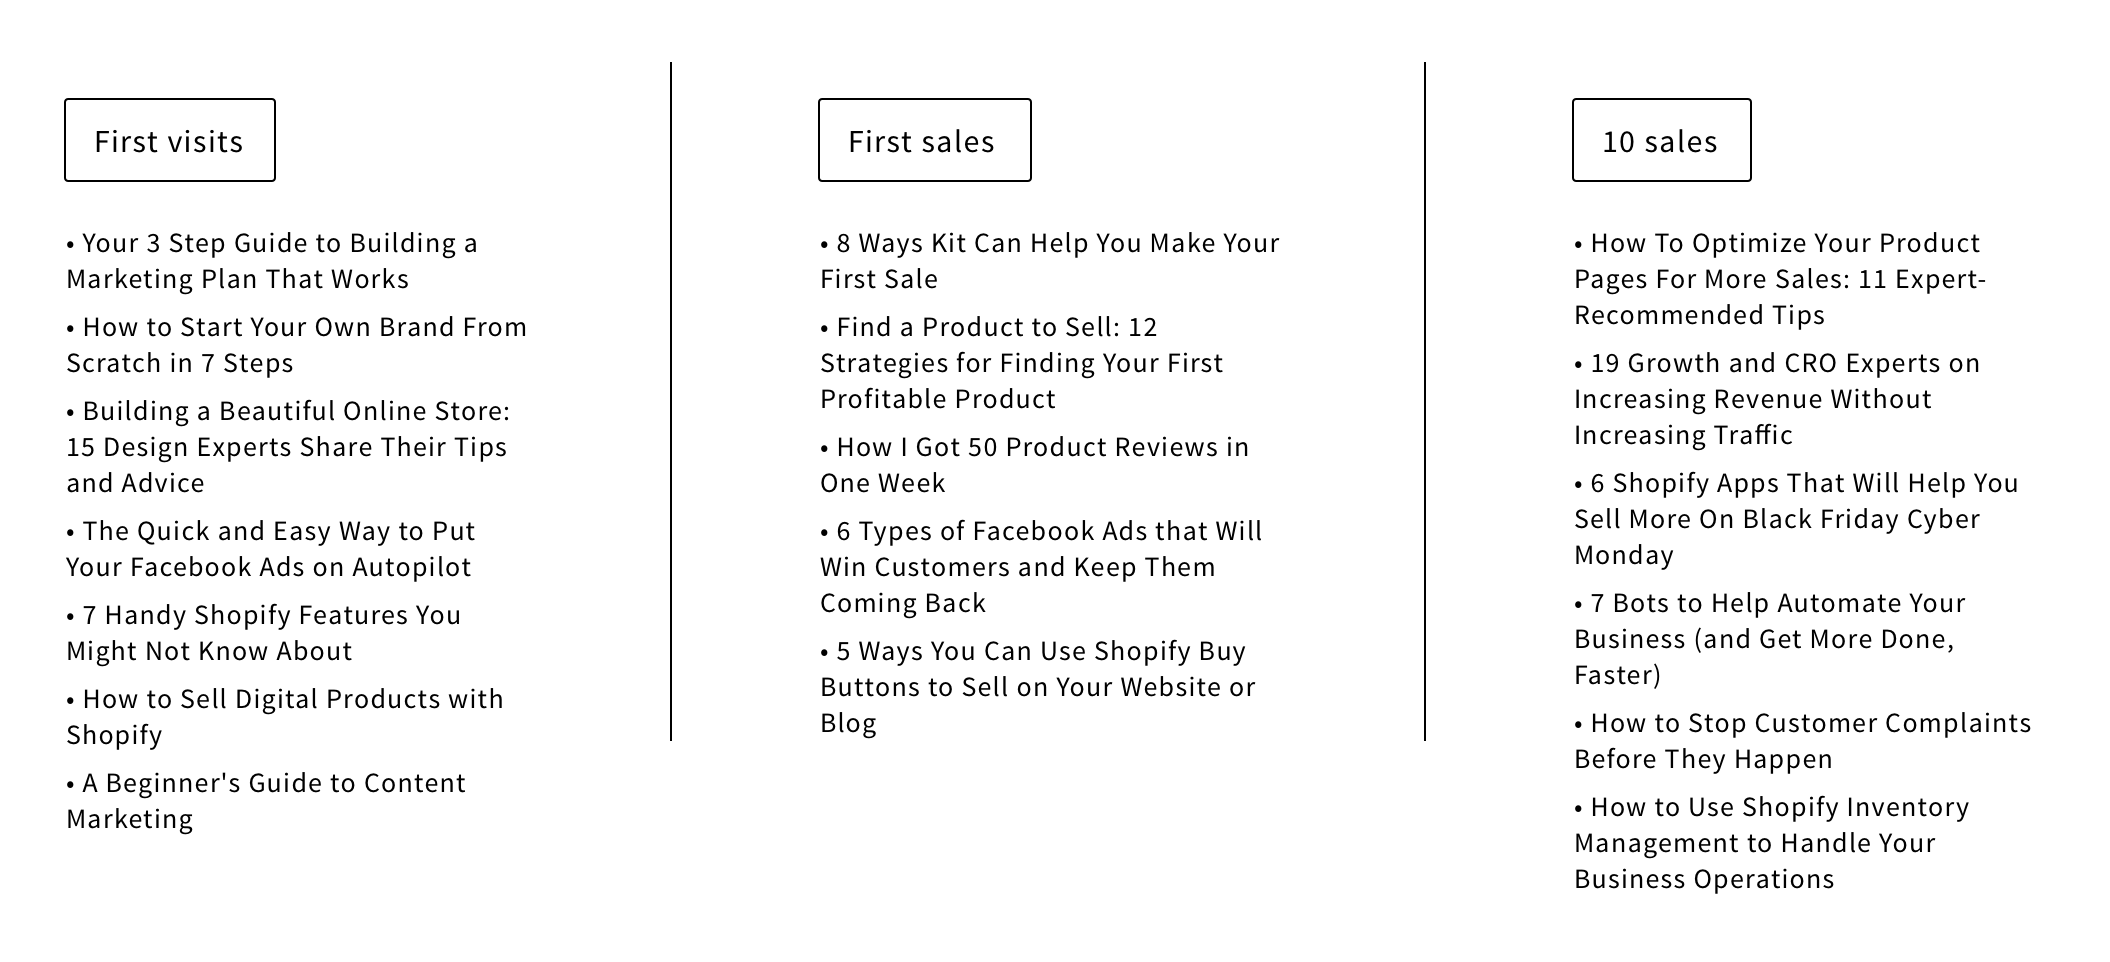 First visits
• Your 3 Step Guide to Building a
Marketing Plan That Works
• How to Start Your Own Brand From
Scratch in 7 Steps
• Building a Beautiful Online Store:
15 Design Experts Share Their Tips
and Advice
• The Quick and Easy Way to Put
Your Facebook Ads on Autopilot
• 7 Handy Shopify Features You
Might Not Know About
• How to Sell Digital Products with
Shopify
• A Beginner's Guide to Content
Marketing
First sales
• 8 Ways Kit Can Help You Make Your
First Sale
• Find a Product to Sell: 12
Strategies for Finding Your First
Profitable Product
• How I Got 50 Product Reviews in
One Week
• 6 Types of Facebook Ads that Will
Win Customers and Keep Them
Coming Back
• 5 Ways You Can Use Shopify Buy
Buttons to Sell on Your Website or
Blog
10 sales
• How To Optimize Your Product
Pages For More Sales: 11 Expert-
Recommended Tips
• 19 Growth and CRO Experts on
Increasing Revenue Without
Increasing Traffic
• 6 Shopify Apps That Will Help You
Sell More On Black Friday Cyber
Monday
• 7 Bots to Help Automate Your
Business (and Get More Done,
Faster)
• How to Stop Customer Complaints
Before They Happen
• How to Use Shopify Inventory
Management to Handle Your
Business Operations